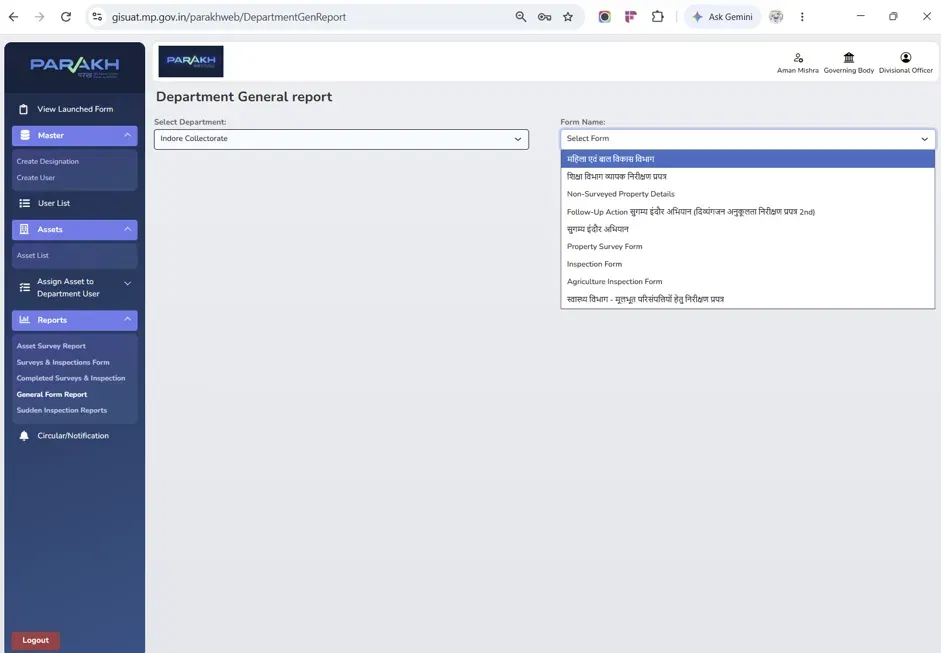 gisuat.mp.gov.in/parakhweb/DepartmentGenReport
Ask Gemini
PARAKH
परख
PARAKH
Aman Mishra
Governing Body
Divisional Officer
View Launched Form
Master
Create Designation
Create User
User List
Assets
Asset List
Assign Asset to
Department User
Reports
Asset Survey Report
Surveys & Inspections Form
Completed Surveys & Inspection
General Form Report
Sudden Inspection Reports
Circular/Notification
Logout
Department General report
Select Department:
Indore Collectorate
Form Name:
Select Form
महिला एवं बाल विकास विभाग
शिक्षा विभाग व्यापक निरीक्षण प्रपत्र
Non-Surveyed Property Details
Follow-Up Action सुगम्य इंदौर अभियान (दिव्यांगजन अनुकूलता निरीक्षण प्रपत्र 2nd)
सुगम्य इंदौर अभियान
Property Survey Form
Inspection Form
Agriculture Inspection Form
स्वास्थ्य विभाग - मूलभूत परिसंपत्तियों हेतु निरीक्षण प्रपत्र